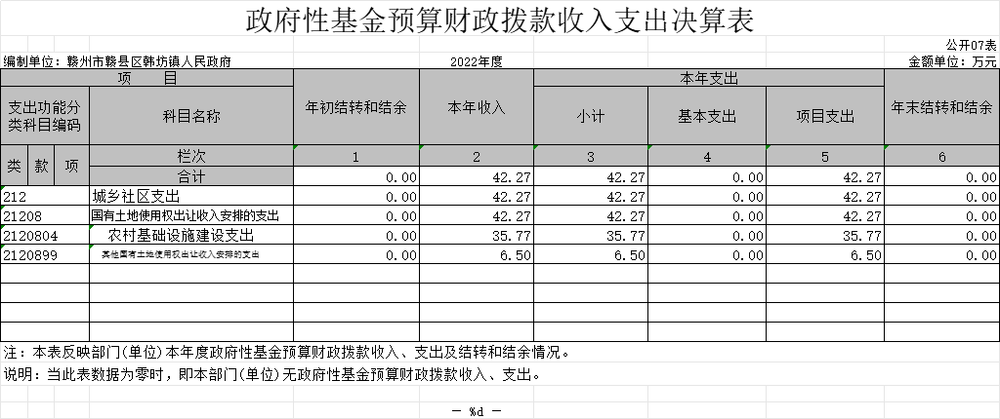 政府性基金预算财政拨款收入支出决算表
公开07表
编制单位：赣州市赣县区韩坊镇人民政府 2022年度 金额单位：万元
项 目 年初结转和结余 本年收入 本年支出 年末结转和结余
支出功能分类科目编码 科目名称 小计 基本支出 项目支出
类 款 项 栏次 1 2 3 4 5 6
合计 0.00 42.27 42.27 0.00 42.27 0.00
212 城乡社区支出 0.00 42.27 42.27 0.00 42.27 0.00
21208 国有土地使用权出让收入安排的支出 0.00 42.27 42.27 0.00 42.27 0.00
2120804 农村基础设施建设支出 0.00 35.77 35.77 0.00 35.77 0.00
2120899 其他国有土地使用权出让收入安排的支出 0.00 6.50 6.50 0.00 6.50 0.00
注：本表反映部门(单位)本年度政府性基金预算财政拨款收入、支出及结转和结余情况。
说明：当此表数据为零时，即本部门(单位)无政府性基金预算财政拨款收入、支出。
— %d —